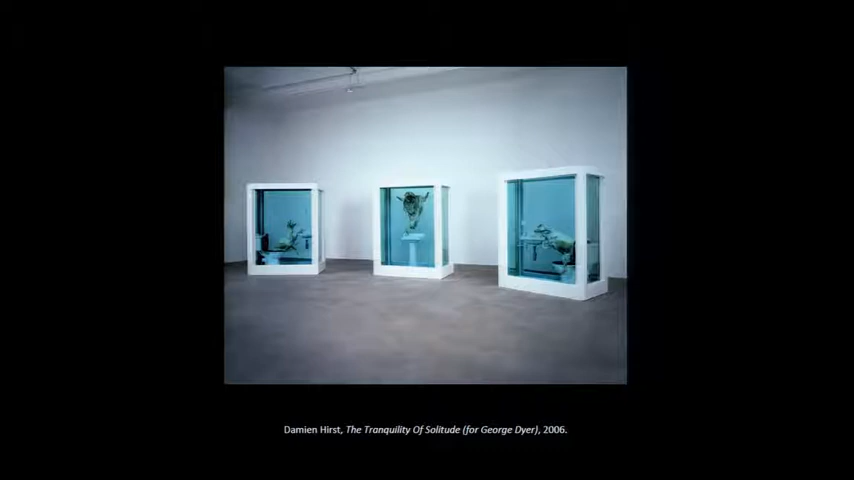 Damien Hirst, The Tranquility Of Solitude (for George Dyer), 2006.